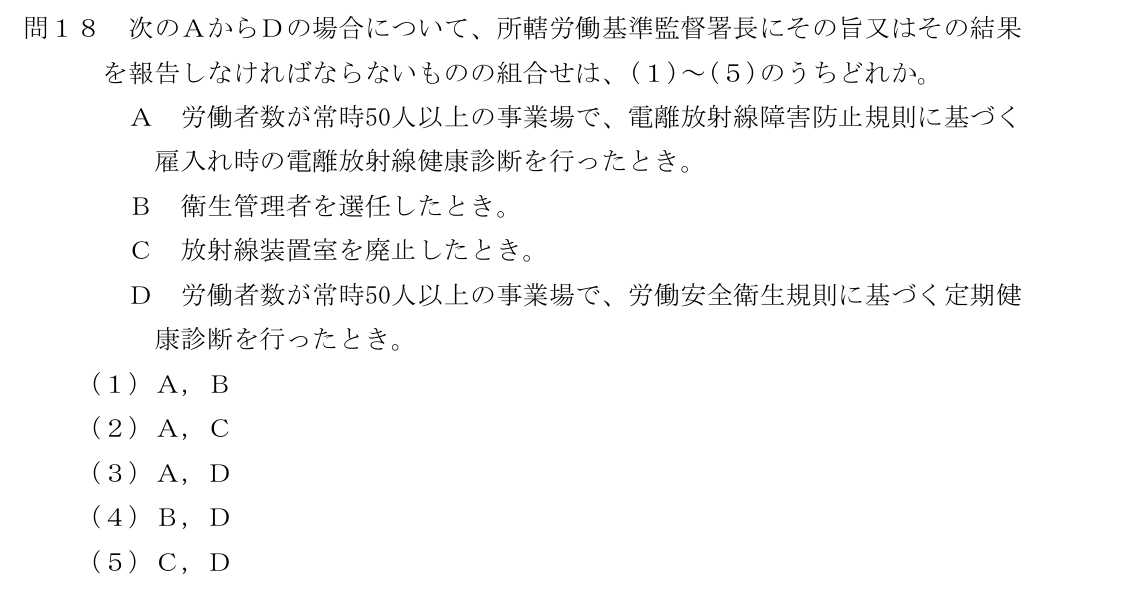 問１８　次のＡからＤの場合について、所轄労働基準監督署長にその旨又はその結果
を報告しなければならないものの組合せは、（１）～（５）のうちどれか。
Ａ　労働者数が常時50人以上の事業場で、電離放射線障害防止規則に基づく
雇入れ時の電離放射線健康診断を行ったとき。
Ｂ　衛生管理者を選任したとき。
Ｃ　放射線装置室を廃止したとき。
Ｄ　労働者数が常時50人以上の事業場で、労働安全衛生規則に基づく定期健
康診断を行ったとき。
（１）Ａ，Ｂ
（２）Ａ，Ｃ
（３）Ａ，Ｄ
（４）Ｂ，Ｄ
（５）Ｃ，Ｄ